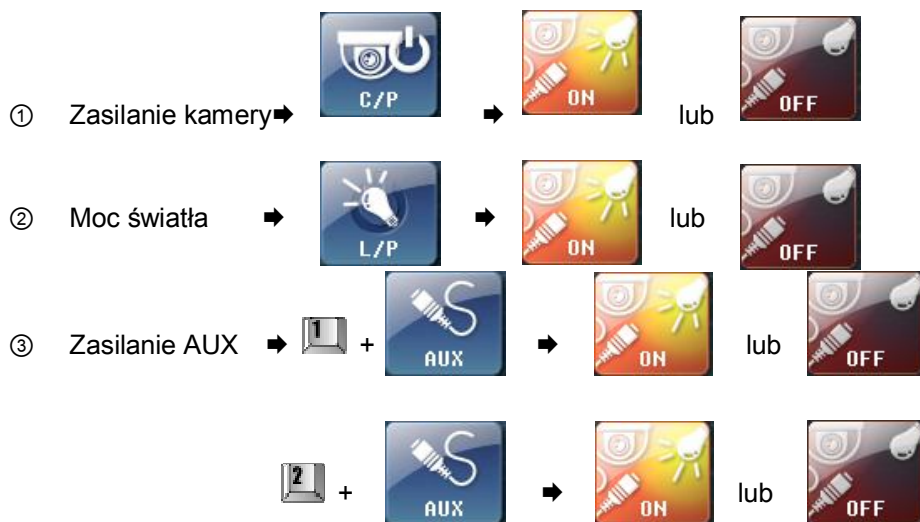 ① Zasilanie kamery➡ C/P ➡ ON lub OFF
② Moc światła ➡ L/P ➡ ON lub OFF
③ Zasilanie AUX ➡ 1 + AUX ➡ ON lub OFF
2 + AUX ➡ ON lub OFF